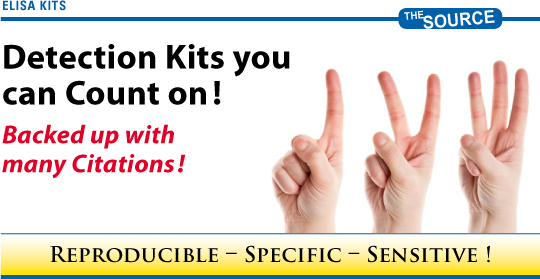 ELISA KITS
THE SOURCE
Detection Kits you
can Count on!
Backed up with
many Citations!
REPRODUCIBLE – SPECIFIC – SENSITIVE !